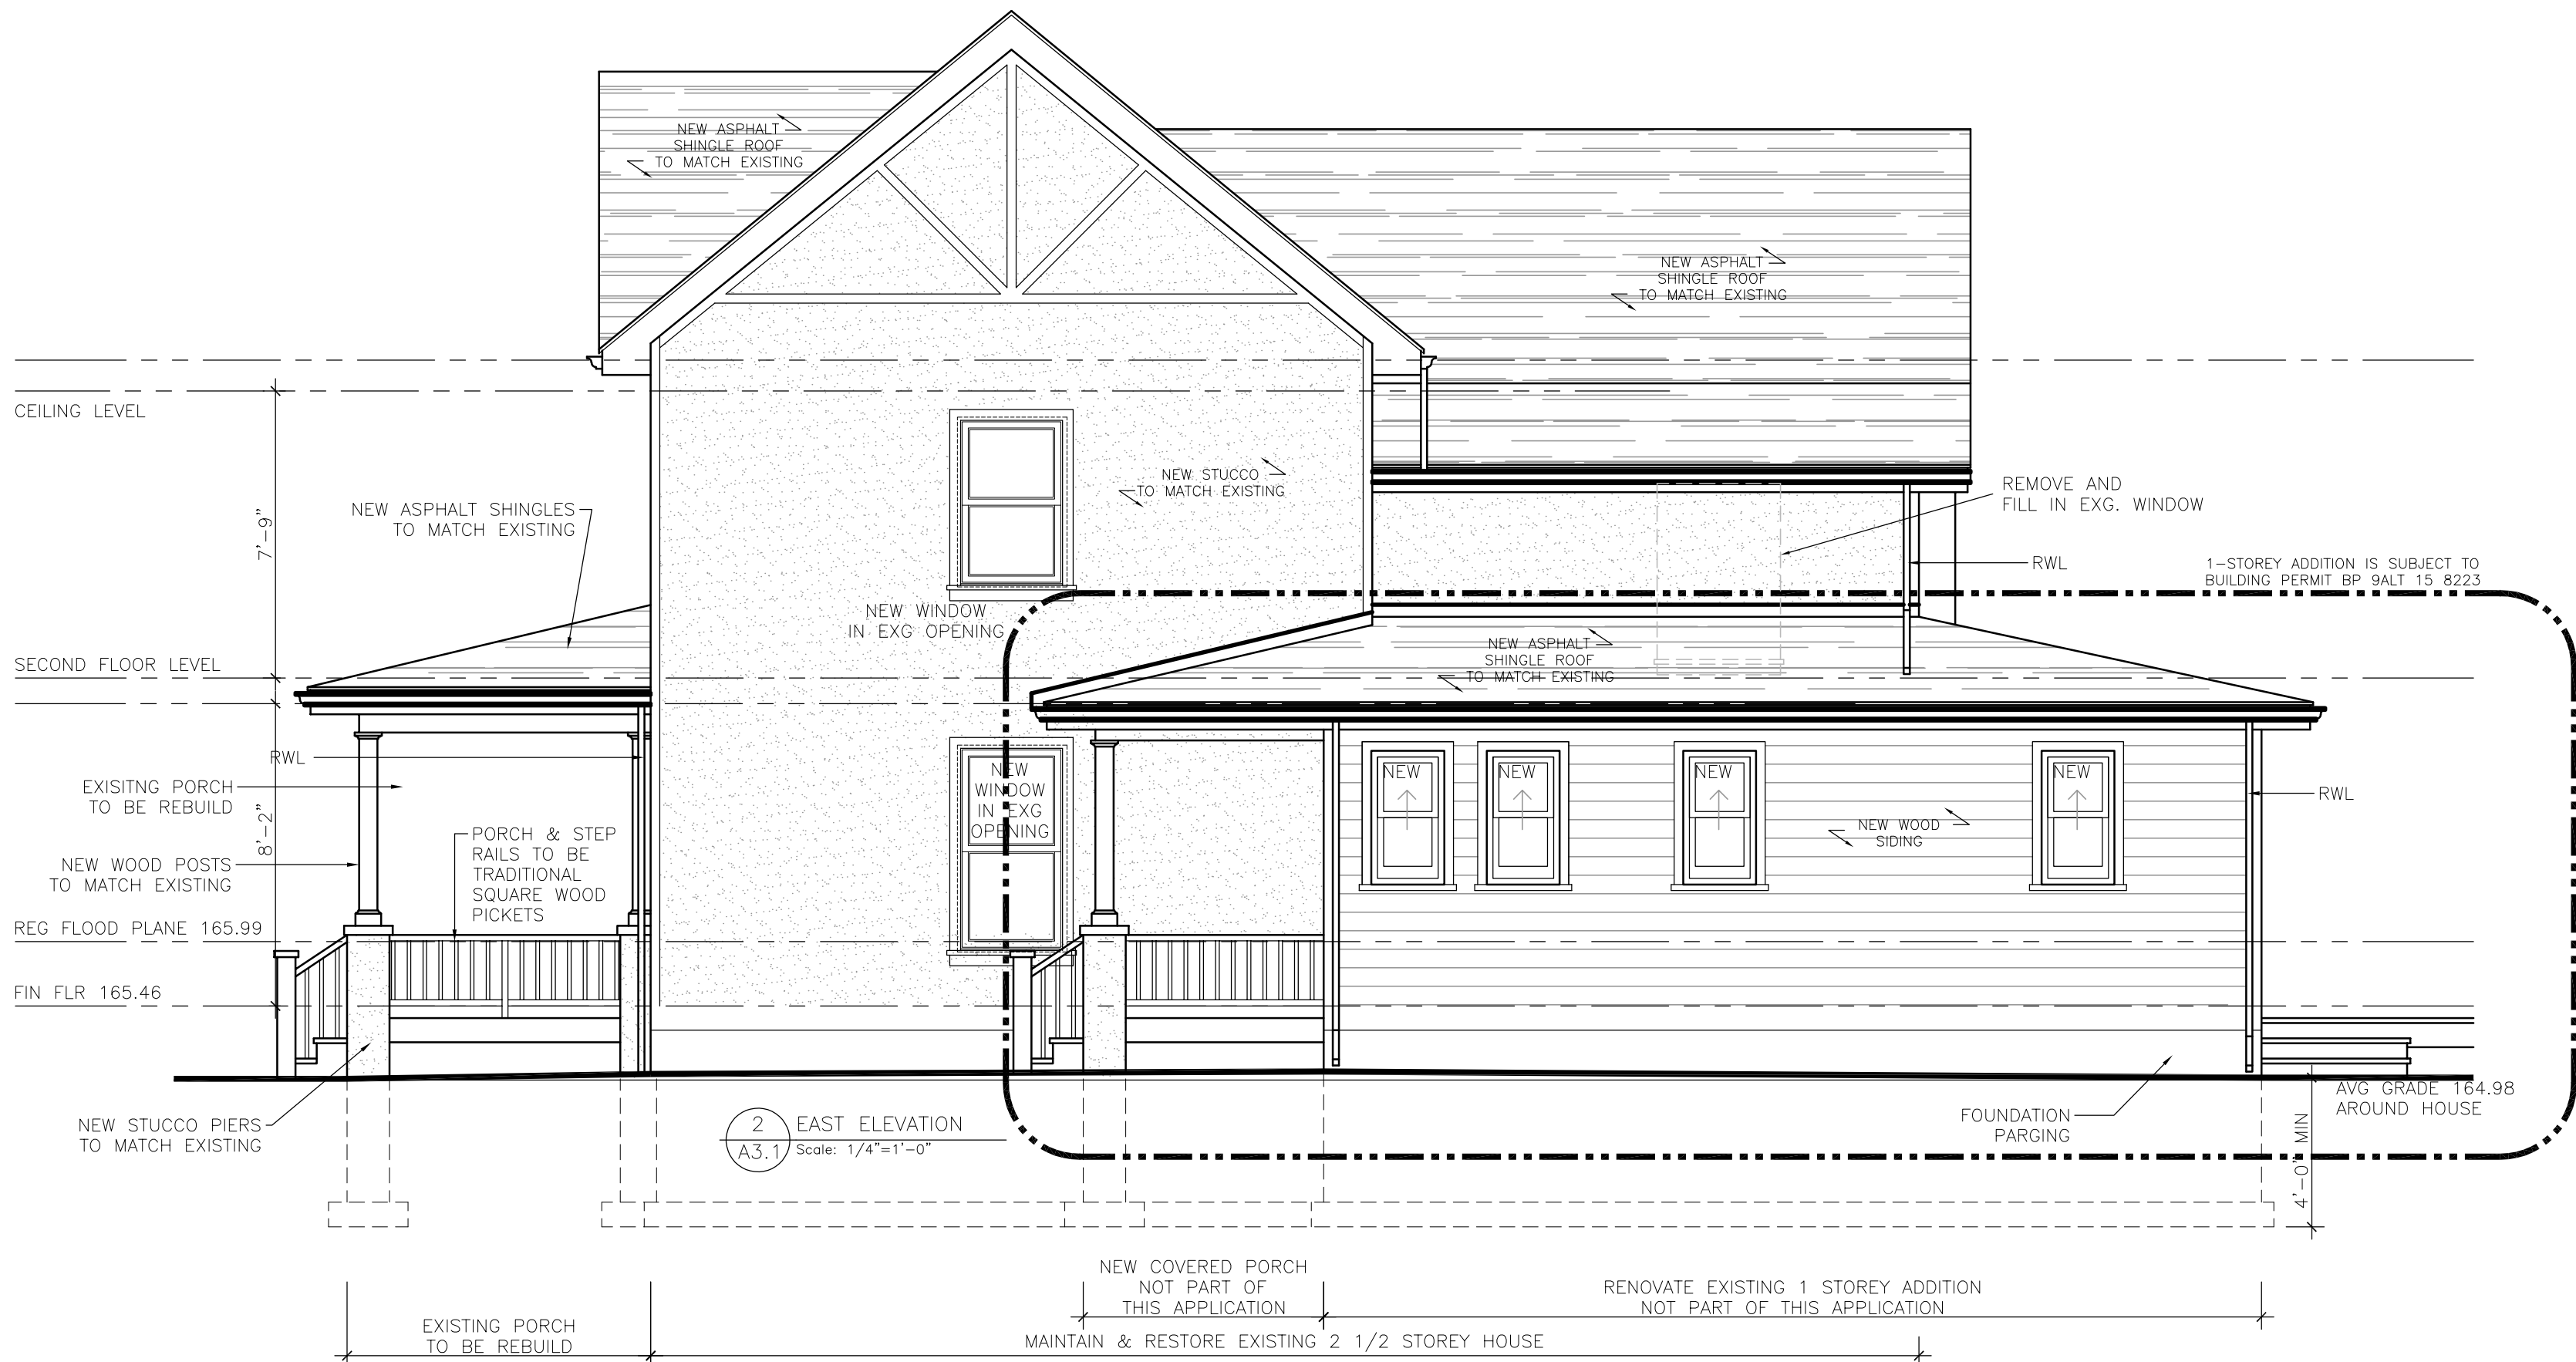 NEW ASPHALT
SHINGLE ROOF
TO MATCH EXISTING
NEW ASPHALT
SHINGLE ROOF
TO MATCH EXISTING
CEILING LEVEL
7'-9"
NEW ASPHALT SHINGLES
TO MATCH EXISTING
NEW STUCCO
TO MATCH EXISTING
REMOVE AND
FILL IN EXG. WINDOW
RWL
1-STOREY ADDITION IS SUBJECT TO
BUILDING PERMIT BP 9ALT 15 8223
NEW WINDOW
IN EXG OPENING
NEW ASPHALT
SHINGLE ROOF
TO MATCH EXISTING
SECOND FLOOR LEVEL
RWL
EXISITNG PORCH
TO BE REBUILD
8'-2"
NEW WOOD POSTS
TO MATCH EXISTING
PORCH & STEP
RAILS TO BE
TRADITIONAL
SQUARE WOOD
PICKETS
NEW
WINDOW
IN EXG
OPENING
NEW
NEW
NEW
NEW
RWL
NEW WOOD
SIDING
REG FLOOD PLANE 165.99
FIN FLR 165.46
NEW STUCCO PIERS
TO MATCH EXISTING
2
A3.1
EAST ELEVATION
Scale: 1/4"=1'-0"
FOUNDATION
PARGING
AVG GRADE 164.98
AROUND HOUSE
4'-0" MIN
NEW COVERED PORCH
NOT PART OF
THIS APPLICATION
RENOVATE EXISTING 1 STOREY ADDITION
NOT PART OF THIS APPLICATION
EXISTING PORCH
TO BE REBUILD
MAINTAIN & RESTORE EXISTING 2 1/2 STOREY HOUSE